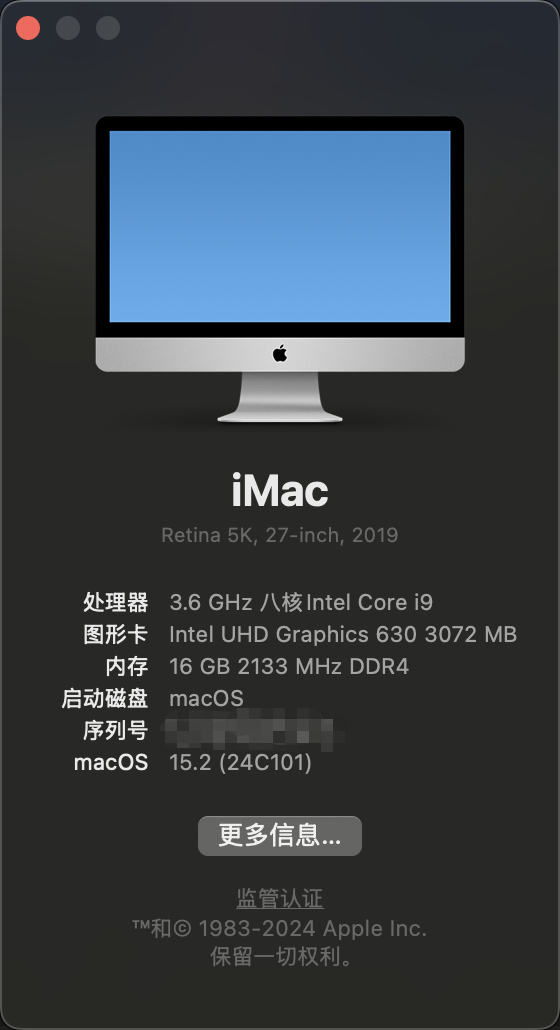 iMac
Retina 5K, 27-inch, 2019
处理器 3.6 GHz 八核Intel Core i9
图形卡 Intel UHD Graphics 630 3072 MB
内存 16 GB 2133 MHz DDR4
启动磁盘 macOS
序列号
macOS 15.2 (24C101)
更多信息...
监管认证
™和© 1983-2024 Apple Inc.
保留一切权利。